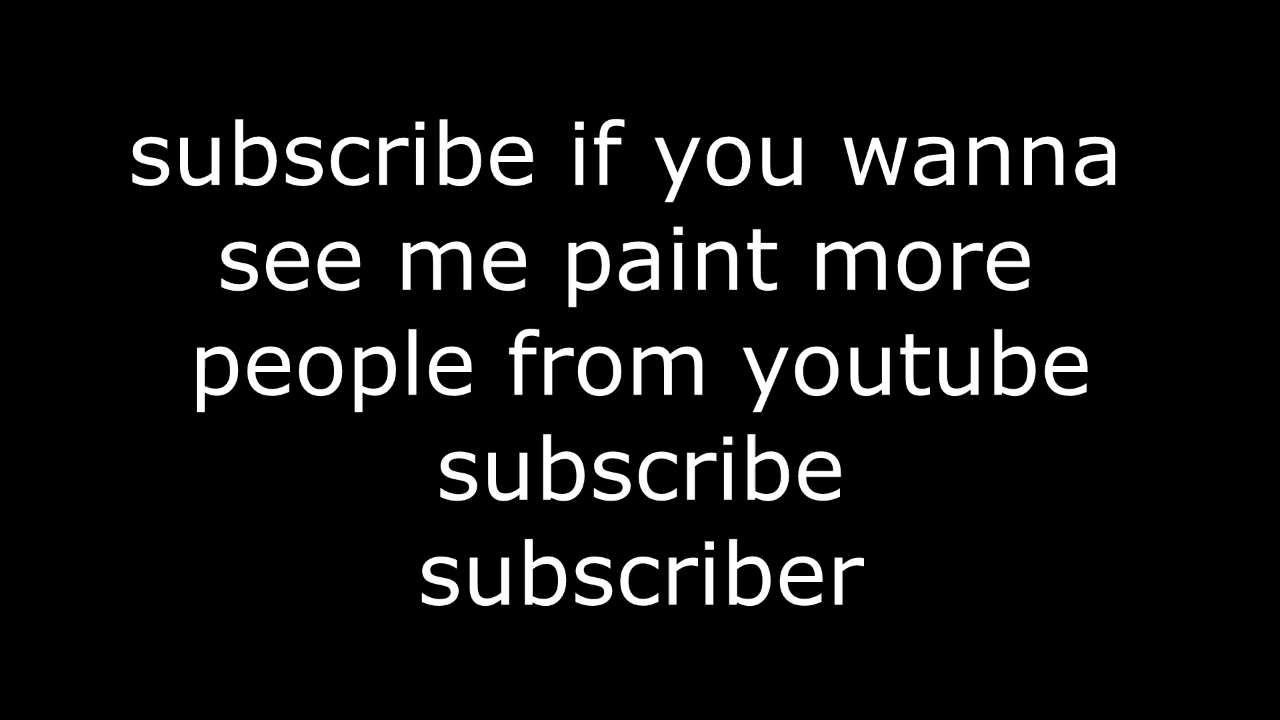 subscribe if you wanna
see me paint more
people from youtube
subscribe
subscriber